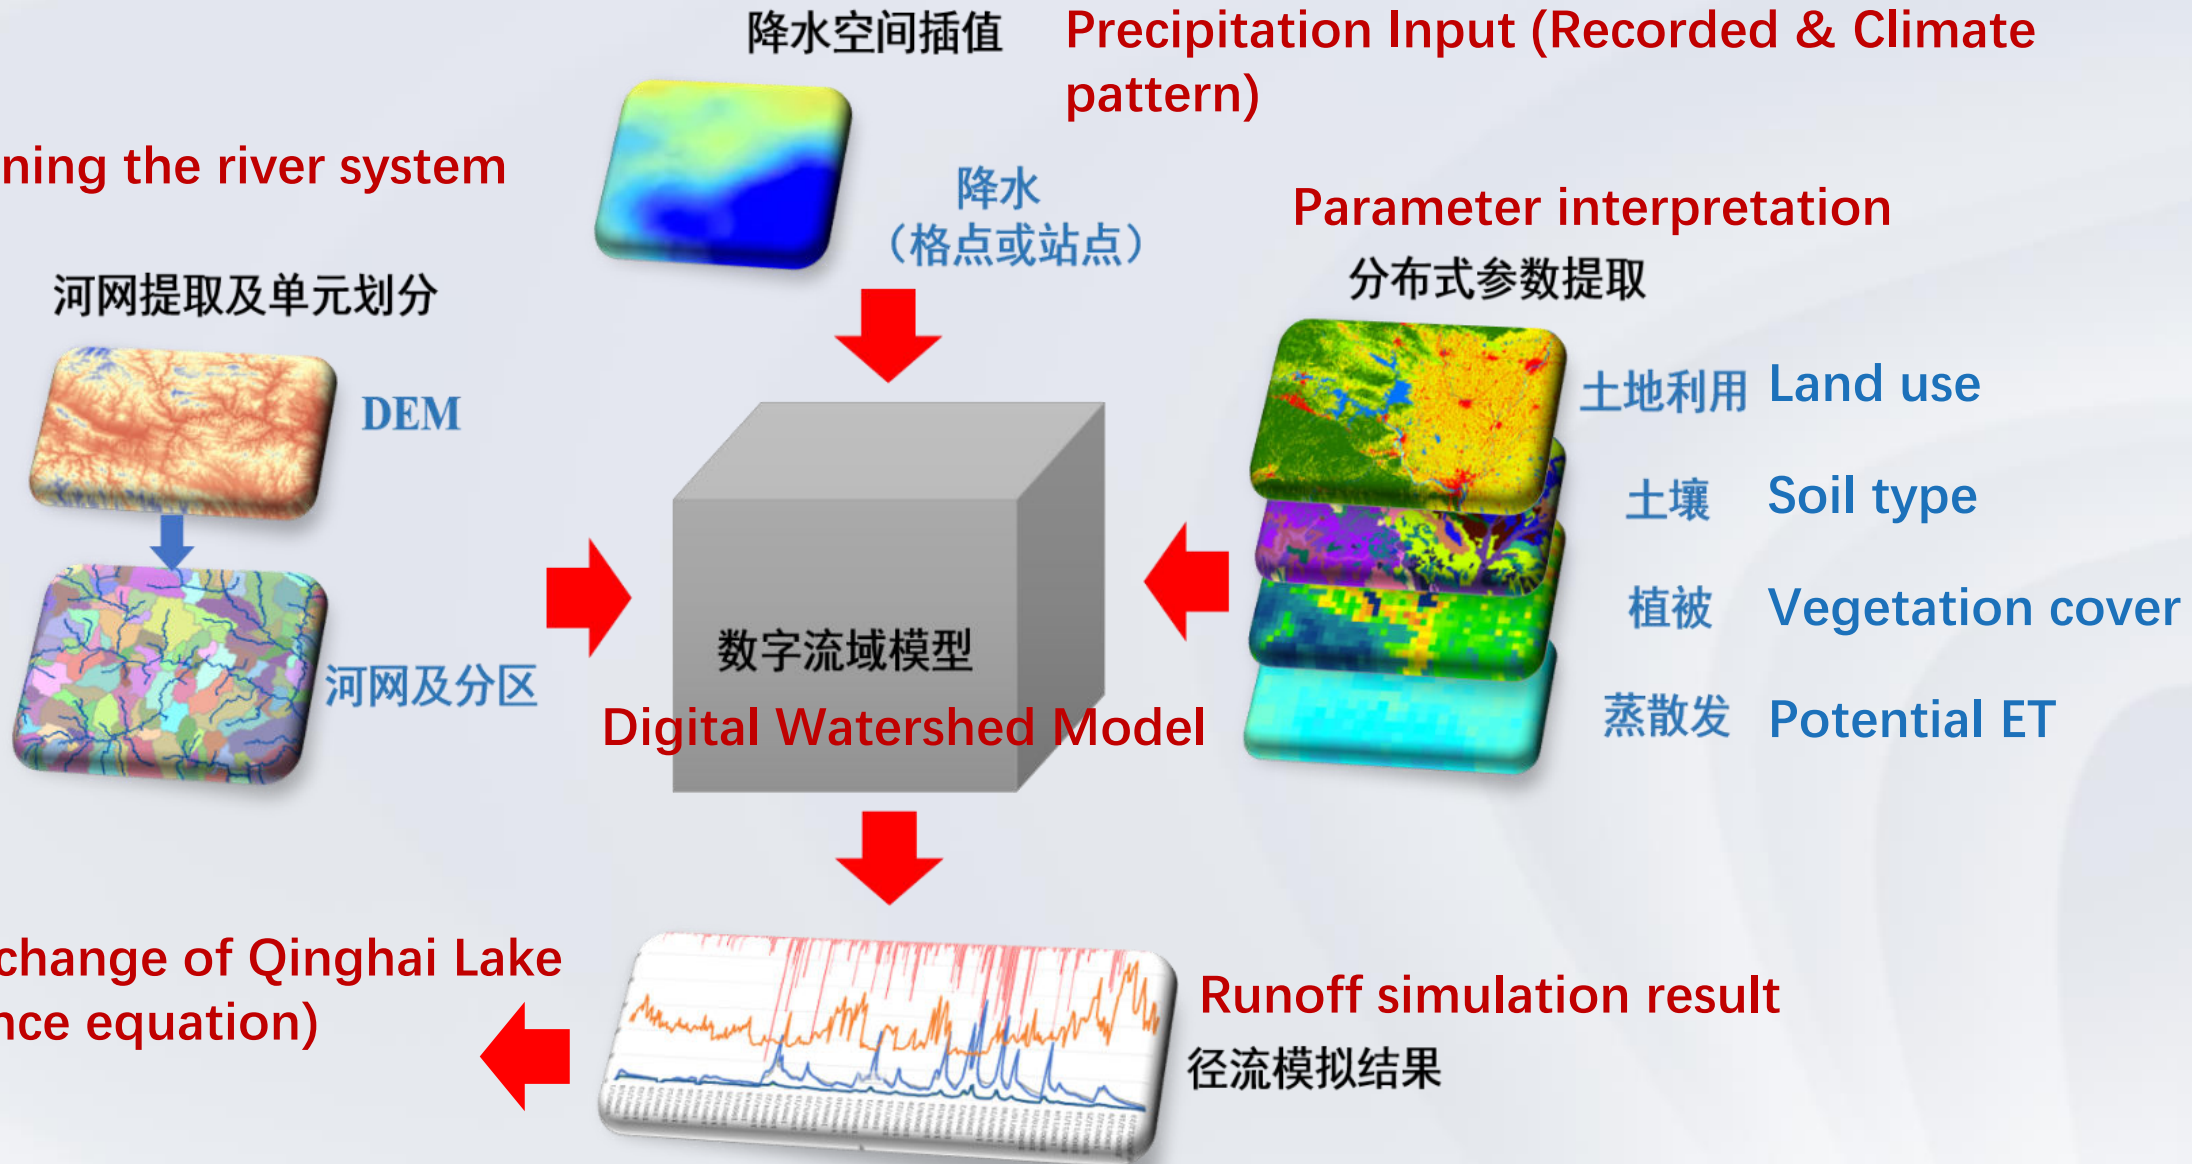 降水空间插值
Precipitation Input (Recorded & Climate
pattern)
ning the river system
降水
（格点或站点）
Parameter interpretation
分布式参数提取
河网提取及单元划分
DEM
土地利用 Land use
土壤 Soil type
植被 Vegetation cover
蒸散发 Potential ET
河网及分区
数字流域模型
Digital Watershed Model
change of Qinghai Lake
nce equation)
Runoff simulation result
径流模拟结果